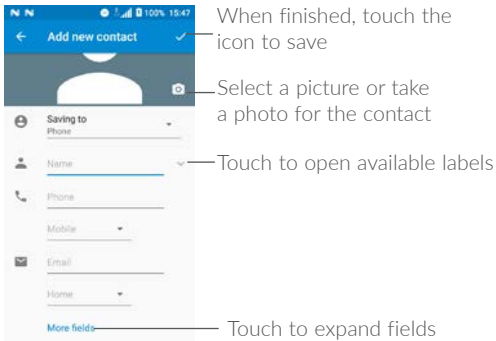 100% 15:47
Add new contact
When finished, touch the
icon to save
Select a picture or take
a photo for the contact
Saving to
Phone
Name
Touch to open available labels
Phone
Mobile
Email
Home
More fields
Touch to expand fields